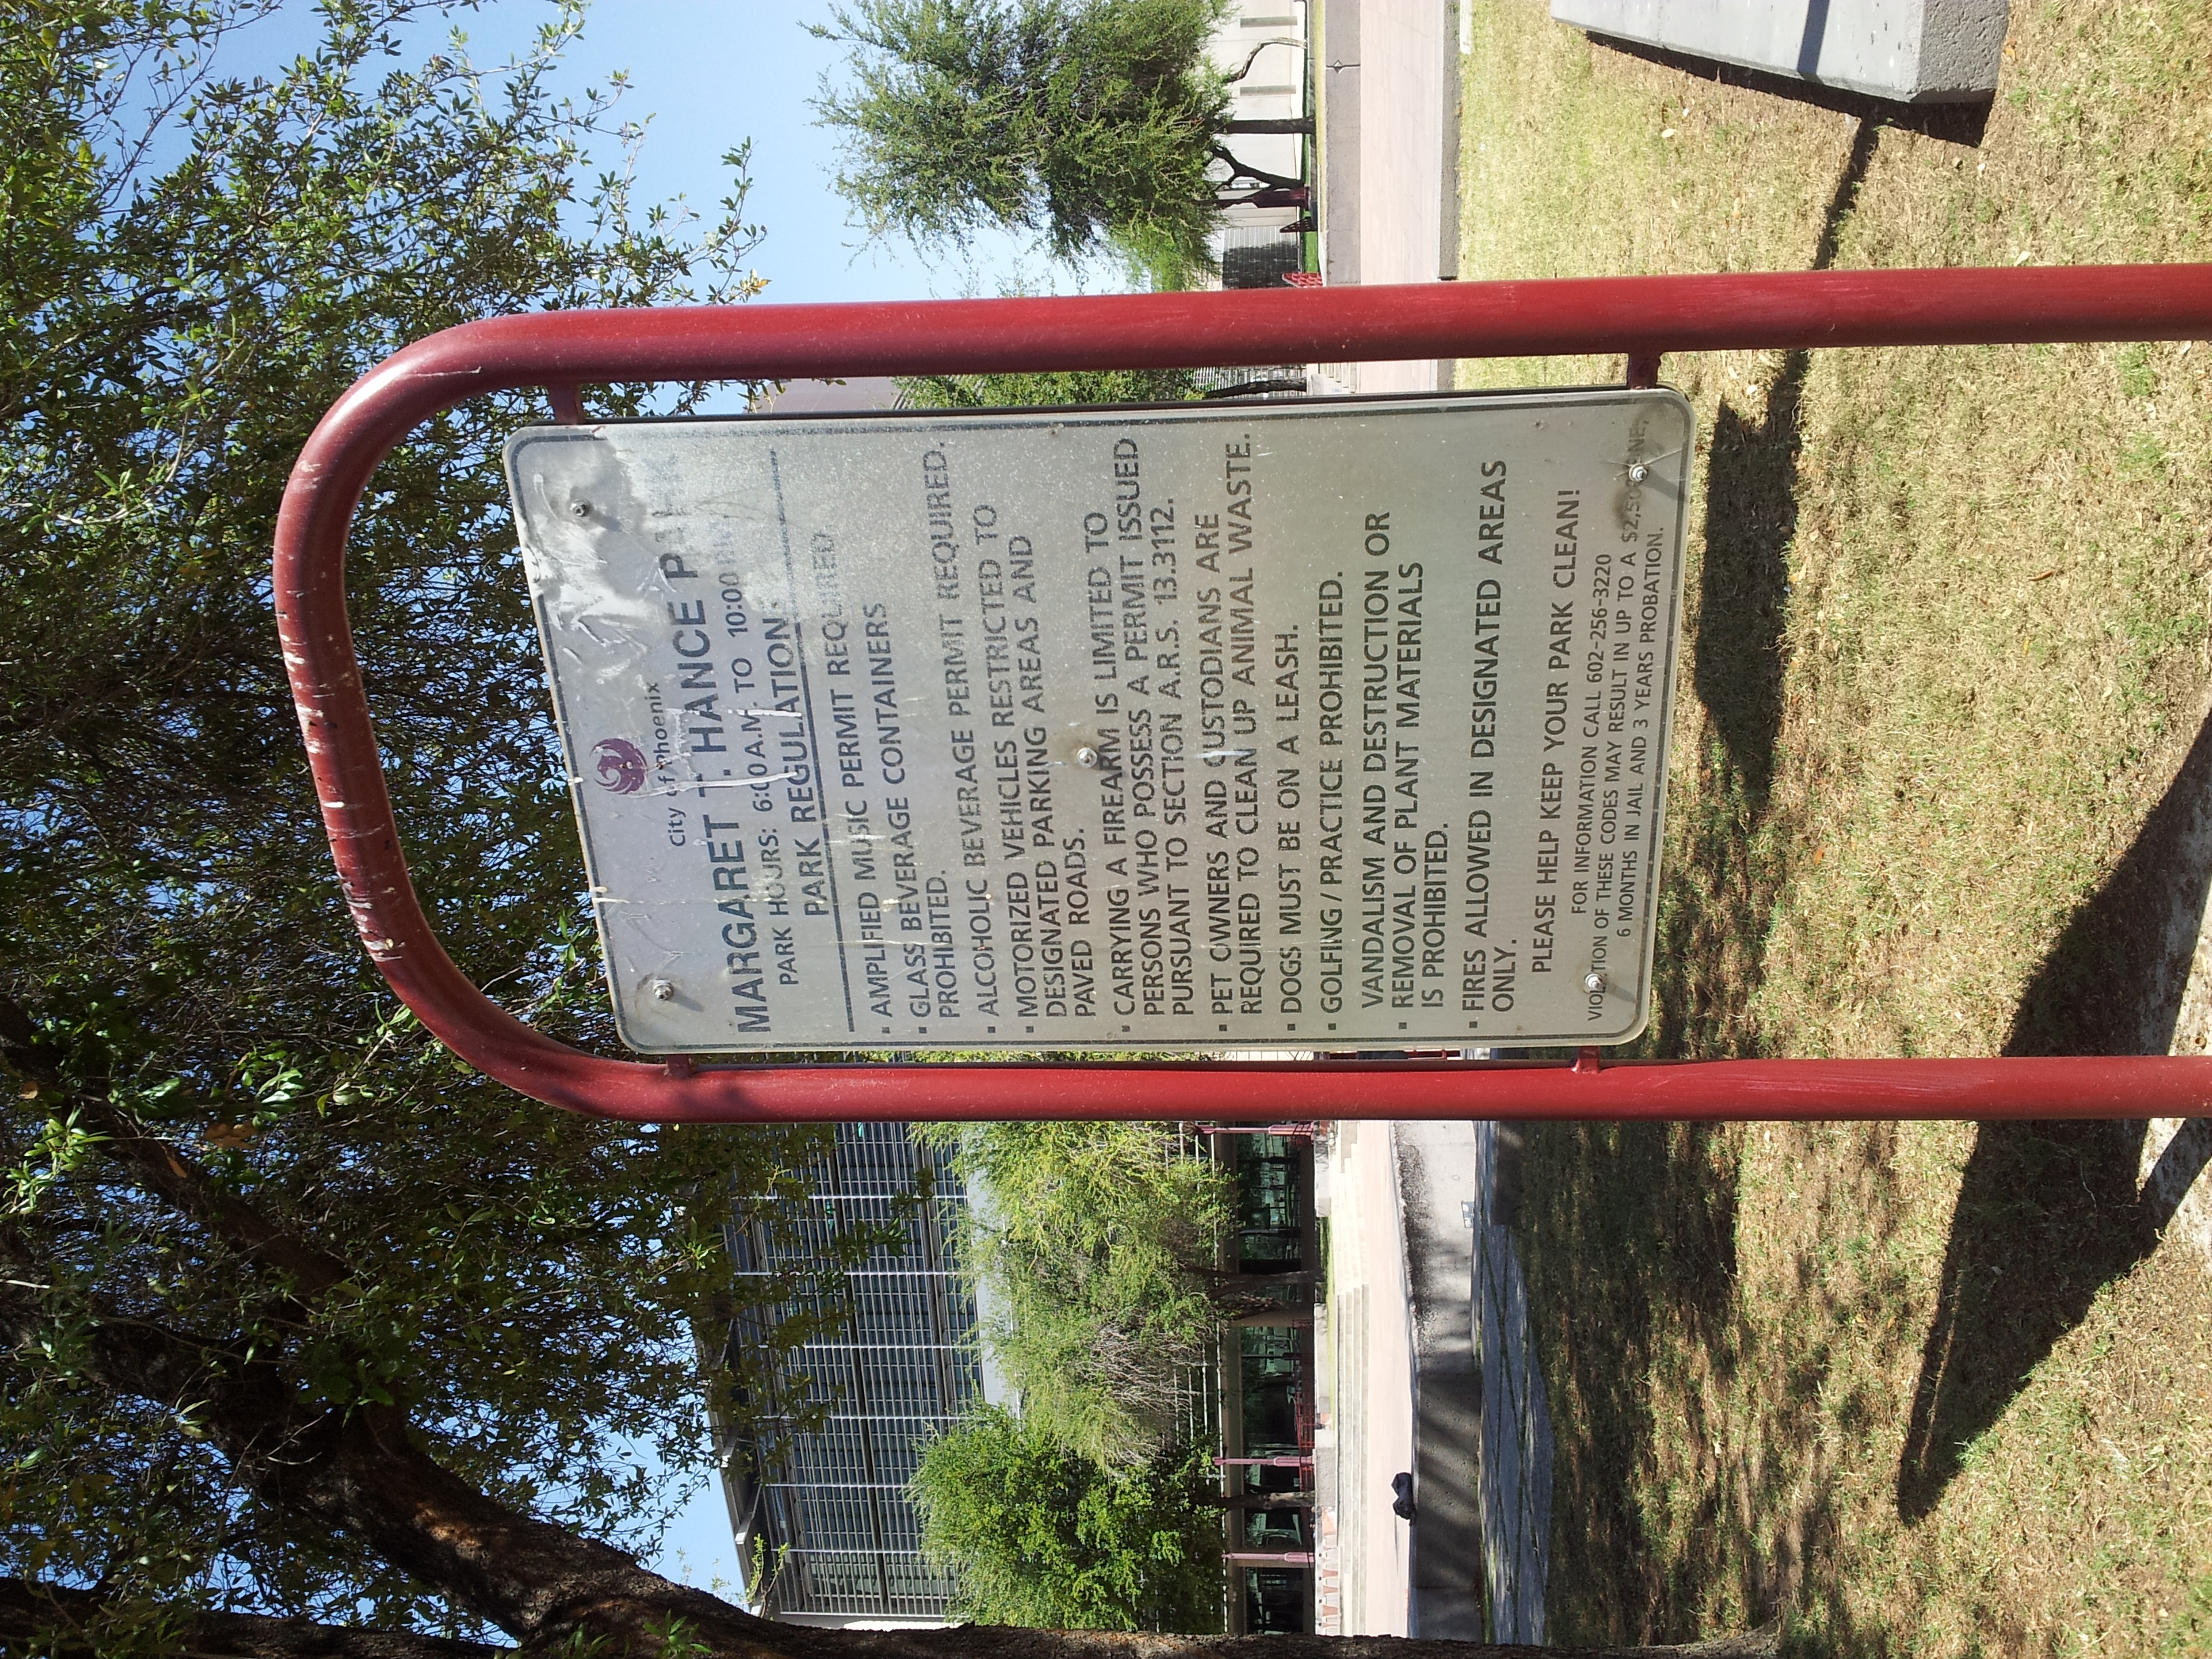 City of Phoenix
MARGARET T. HANCE PARK
PARK HOURS: 6:00 A.M. TO 10:00
PARK REGULATIONS
▪ AMPLIFIED MUSIC PERMIT REQUIRED
▪ GLASS BEVERAGE CONTAINERS
PROHIBITED.
▪ ALCOHOLIC BEVERAGE PERMIT REQUIRED.
▪ MOTORIZED VEHICLES RESTRICTED TO
DESIGNATED PARKING AREAS AND
PAVED ROADS.
▪ CARRYING A FIREARM IS LIMITED TO
PERSONS WHO POSSESS A PERMIT ISSUED
PURSUANT TO SECTION A.R.S. 13.3112.
▪ PET OWNERS AND CUSTODIANS ARE
REQUIRED TO CLEAN UP ANIMAL WASTE.
▪ DOGS MUST BE ON A LEASH.
▪ GOLFING / PRACTICE PROHIBITED.
VANDALISM AND DESTRUCTION OR
▪ REMOVAL OF PLANT MATERIALS
IS PROHIBITED.
▪ FIRES ALLOWED IN DESIGNATED AREAS
ONLY.
PLEASE HELP KEEP YOUR PARK CLEAN!
FOR INFORMATION CALL 602-256-3220
VIOLATION OF THESE CODES MAY RESULT IN UP TO A $2,500 FINE,
6 MONTHS IN JAIL AND 3 YEARS PROBATION.